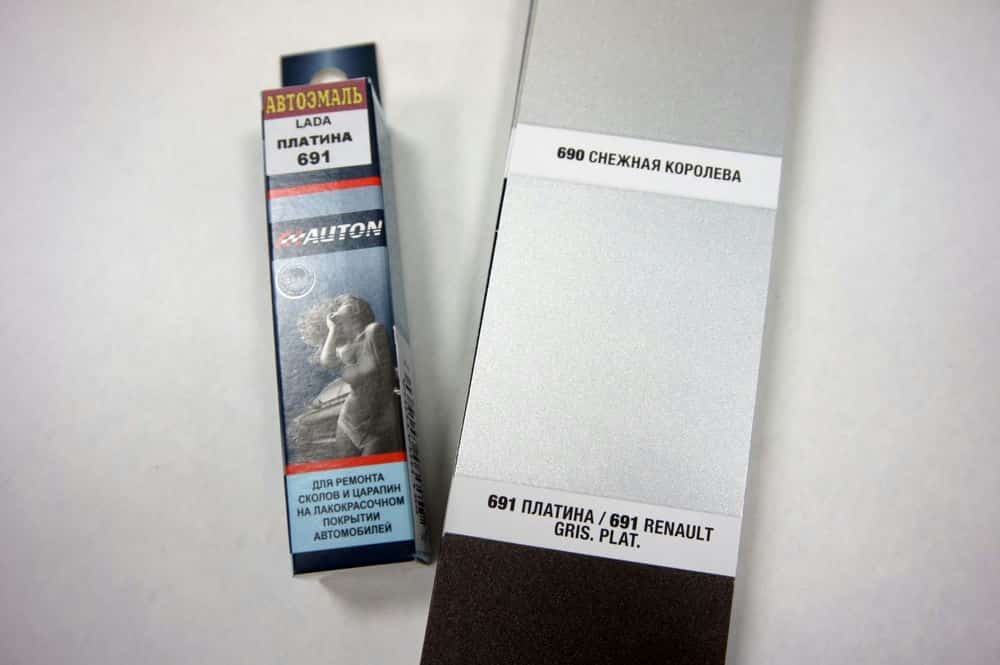 АВТОЭМАЛЬ
LADA
ПЛАТИНА
691
AUTON
ДЛЯ РЕМОНТА
СКОЛОВ И ЦАРАПИН
НА ЛАКОКРАСОЧНОМ
ПОКРЫТИИ
АВТОМОБИЛЕЙ
690 СНЕЖНАЯ КОРОЛЕВА
691 ПЛАТИНА / 691 RENAULT
GRIS. PLAT.